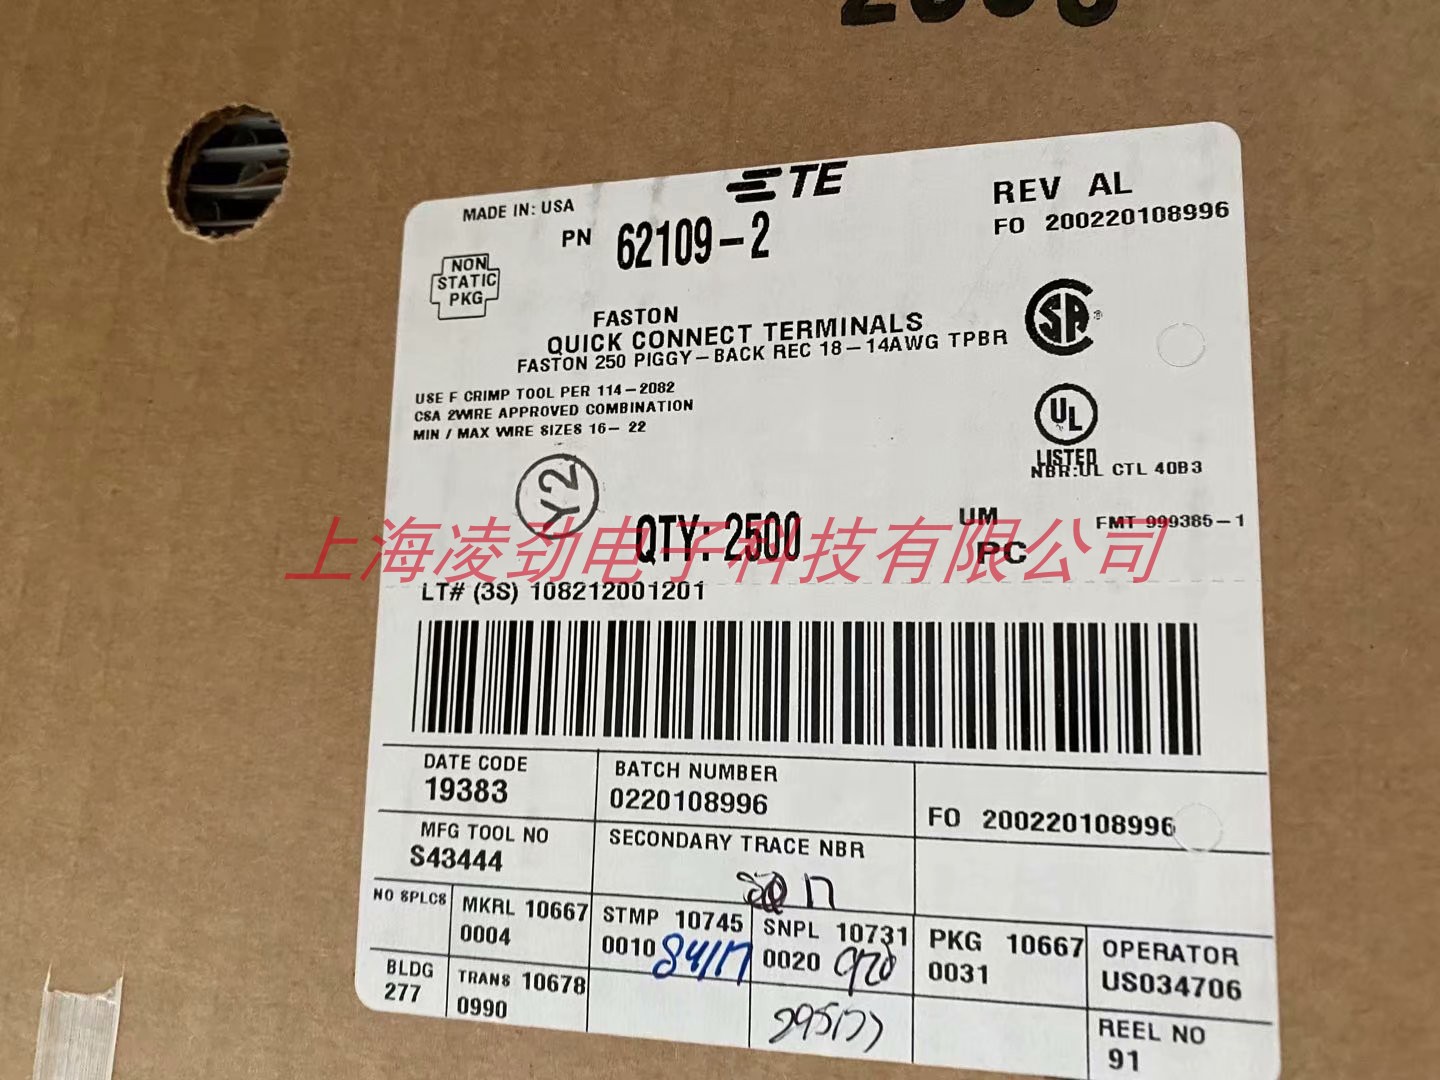 TE
MADE IN: USA
PN 62109-2
REV AL
FO 200220108996
NON
STATIC
PKG
FASTON
QUICK CONNECT TERMINALS
FASTON 250 PIGGY-BACK REC 18-14AWG TPBR
USE F CRIMP TOOL PER 114-2082
CSA 2WIRE APPROVED COMBINATION
MIN / MAX WIRE SIZES 16- 22
SA
UL
LISTED
NBR:UL CTL 40B3
Y2
QTY: 2500
UM
PC
FMT 999385-1
上海凌劲电子科技有限公司
LT# (3S) 108212001201
DATE CODE
19383
BATCH NUMBER
0220108996
FO 200220108996
MFG TOOL NO
S43444
SECONDARY TRACE NBR
17
NO SPLCS
MKRL 10667
0004
STMP 10745
0010 84117
SNPL 10731
0020
PKG 10667
0031
OPERATOR
US034706
BLDG
277
TRANS 10678
0990
REEL NO
91